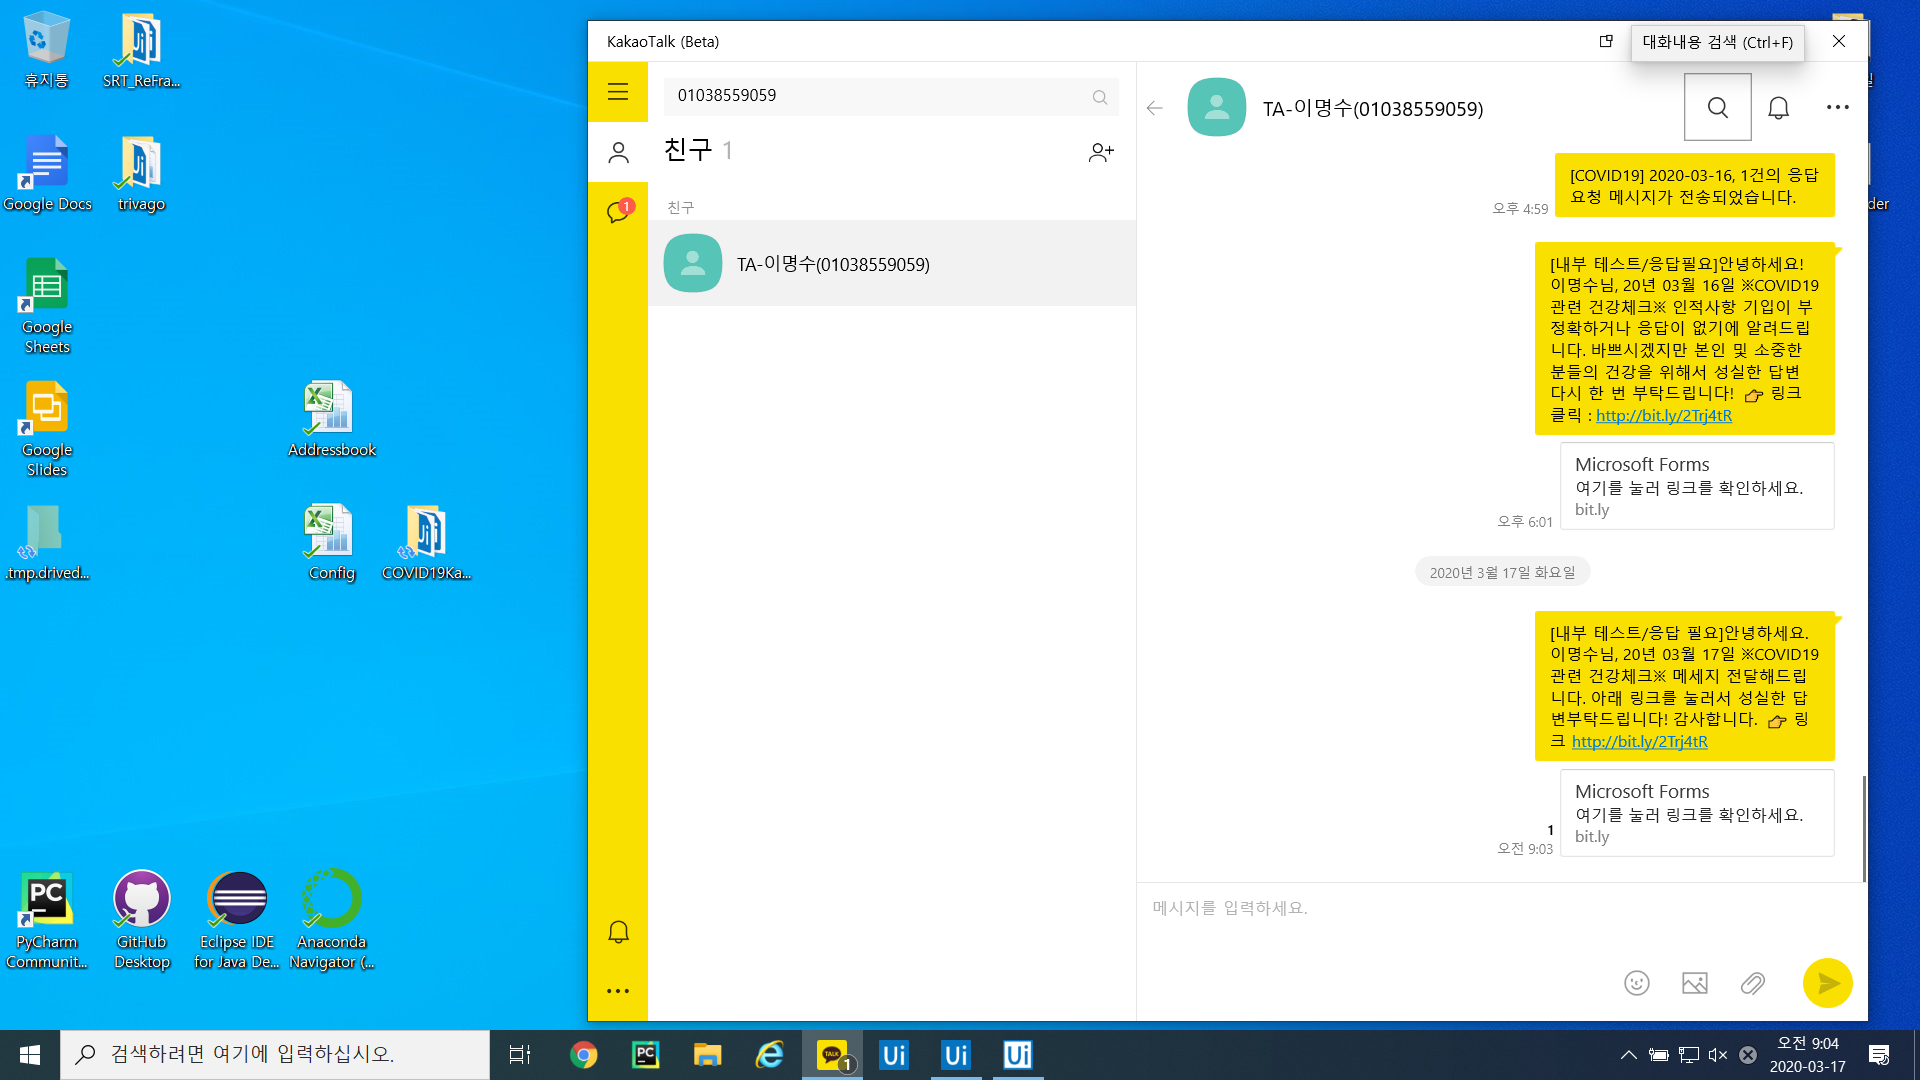 휴지통
SRT_ReFra...
Google Docs
trivago
Google
Sheets
Google
Slides
Addressbook
.tmp.drived...
Config
COVID19Ka...
PyCharm
Communit...
GitHub
Desktop
Eclipse IDE
for Java De...
Anaconda
Navigator (...
der
KakaoTalk (Beta)
대화내용 검색 (Ctrl+F)
01038559059
친구 1
1
친구
TA-이명수(01038559059)
TA-이명수(01038559059)
[COVID19] 2020-03-16, 1건의 응답
요청 메시지가 전송되었습니다.
오후 4:59
[내부 테스트/응답필요]안녕하세요!
이명수님, 20년 03월 16일 ※COVID19
관련 건강체크※ 인적사항 기입이 부
정확하거나 응답이 없기에 알려드립
니다. 바쁘시겠지만 본인 및 소중한
분들의 건강을 위해서 성실한 답변
다시 한 번 부탁드립니다! 👉 링크
클릭 : http://bit.ly/2Trj4tR
Microsoft Forms
여기를 눌러 링크를 확인하세요.
bit.ly
오후 6:01
2020년 3월 17일 화요일
[내부 테스트/응답 필요]안녕하세요.
이명수님, 20년 03월 17일 ※COVID19
관련 건강체크※ 메세지 전달해드립
니다. 아래 링크를 눌러서 성실한 답
변부탁드립니다! 감사합니다. 👉 링
크 http://bit.ly/2Trj4tR
Microsoft Forms
여기를 눌러 링크를 확인하세요.
bit.ly
1
오전 9:03
메시지를 입력하세요.
검색하려면 여기에 입력하십시오.
PC
TALK
1
Ui
Ui
Ui
오전 9:04
2020-03-17